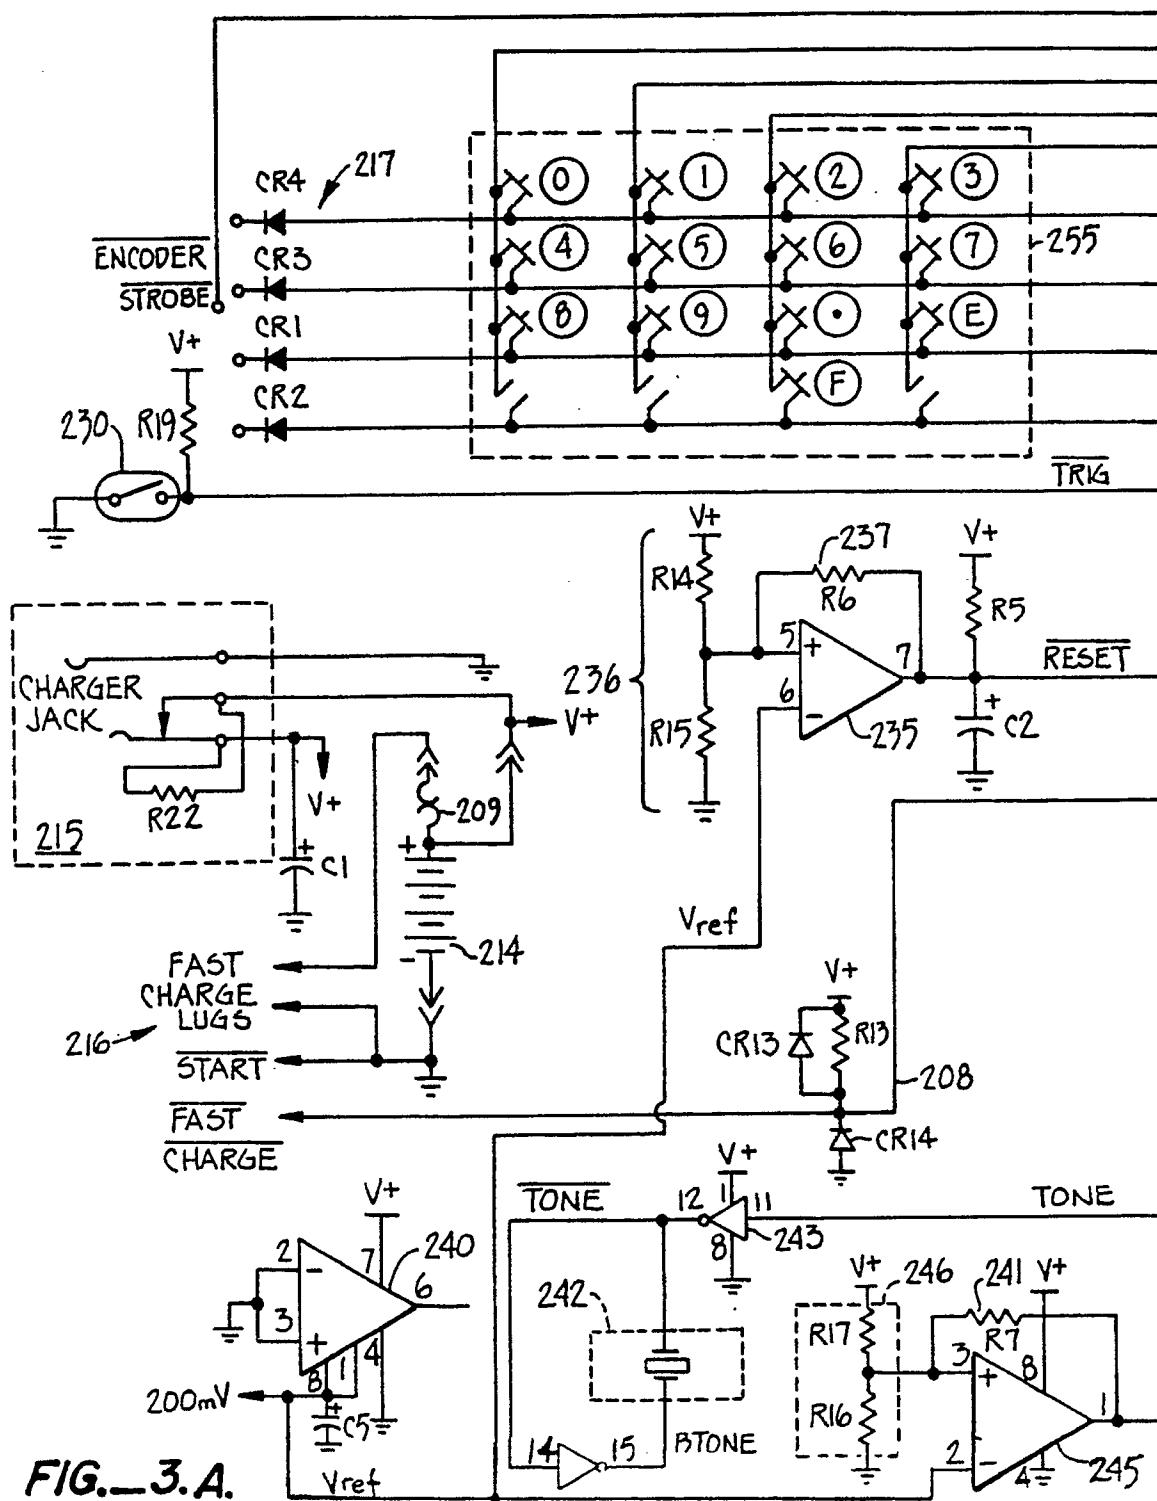 CR4
217
0
1
2
3
ENCODER
STROBE
CR3
4
5
6
7
255
V+
CR1
8
9
•
E
CR2
F
230
R19
TRIG
236
V+
R14
237
R6
V+
R5
5
+
7
RESET
6
−
R15
235
+
C2
CHARGER
JACK
V+
R22
V+
209
215
+
C1
+
Vref
−
214
FAST
CHARGE
LUGS
216
START
V+
CR13
R13
208
FAST
CHARGE
CR14
TONE
12
V+
1
11
TONE
243
8
V+
2
−
7
240
6
3
+
4
8
1
200mV
+
C5
242
14
15
BTONE
V+
246
241
V+
R17
R7
3
+
8
R16
1
2
−
4
245
FIG._3.A.
Vref